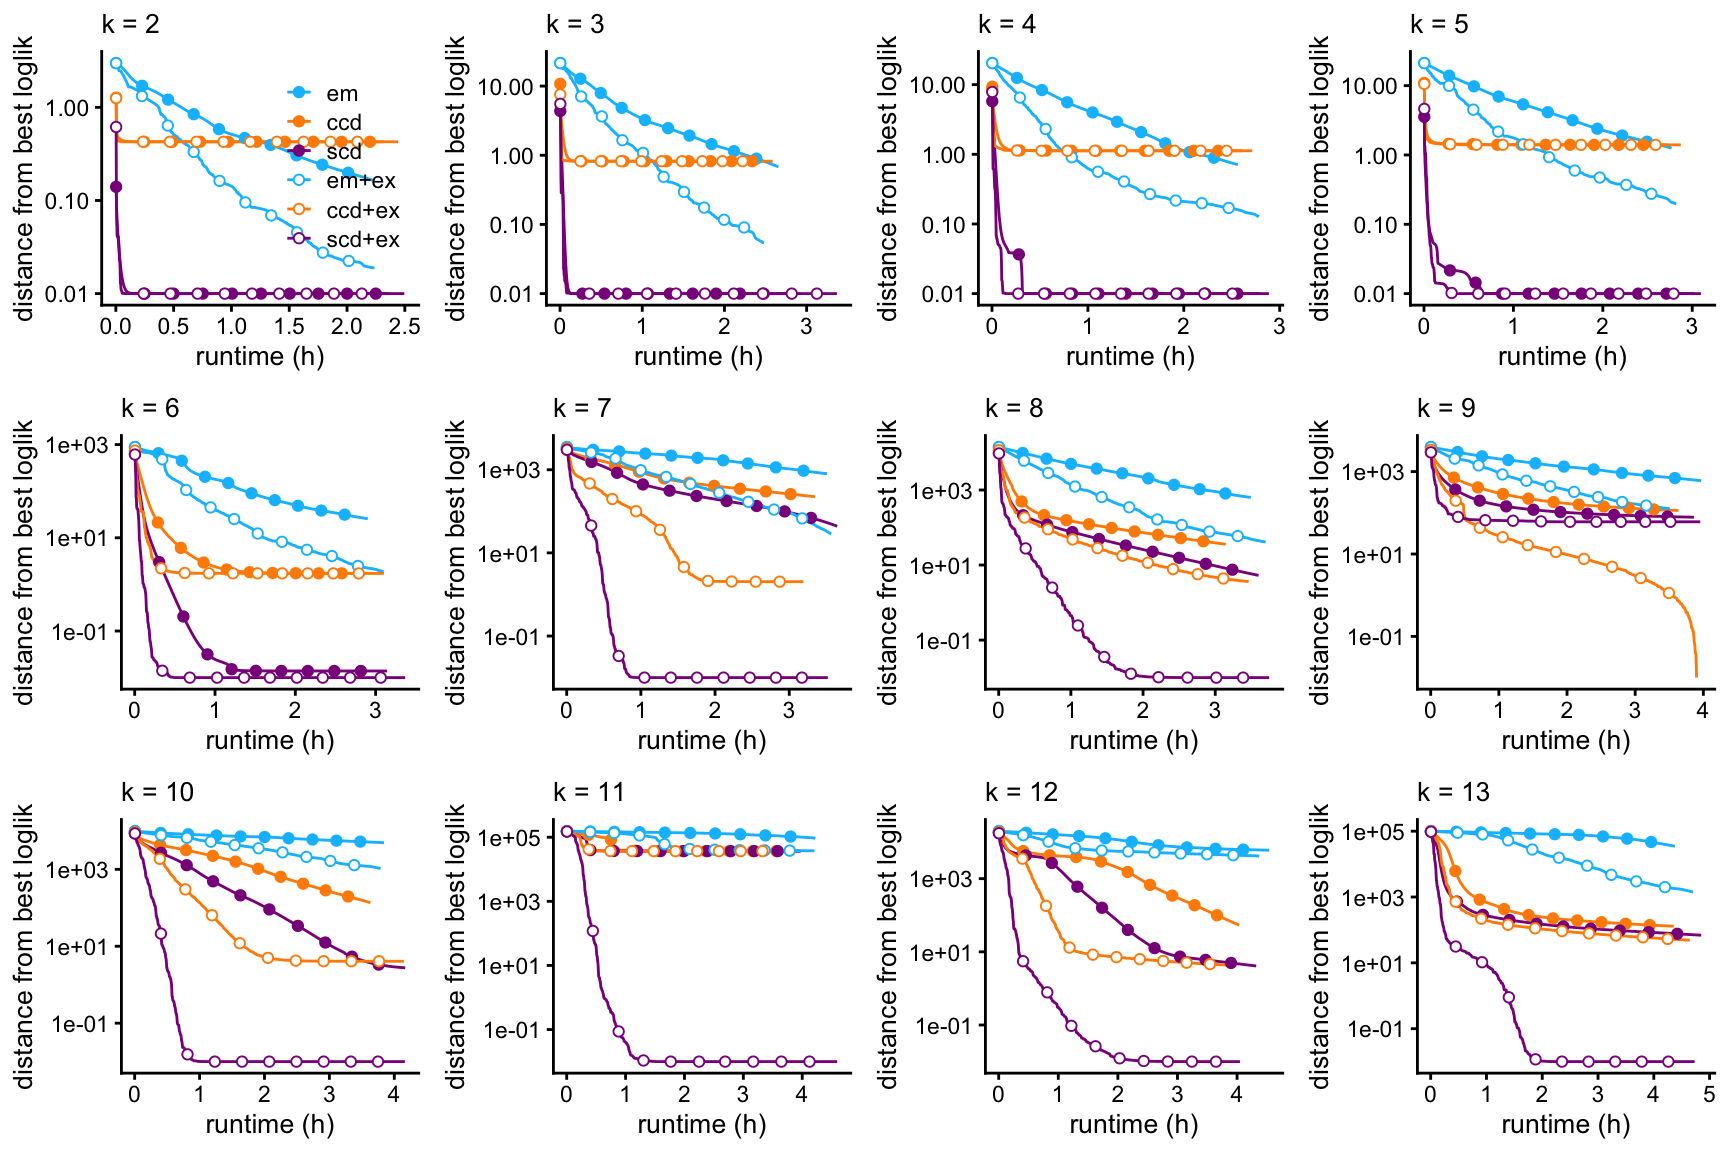 k = 2
distance from best loglik
1.00
0.10
0.01
em
ccd
scd
em+ex
ccd+ex
scd+ex
0.0 0.5 1.0 1.5 2.0 2.5
runtime (h)
k = 3
distance from best loglik
10.00
1.00
0.10
0.01
0 1 2 3
runtime (h)
k = 4
distance from best loglik
10.00
1.00
0.10
0.01
0 1 2 3
runtime (h)
k = 5
distance from best loglik
10.00
1.00
0.10
0.01
0 1 2 3
runtime (h)
k = 6
distance from best loglik
1e+03
1e+01
1e-01
0 1 2 3
runtime (h)
k = 7
distance from best loglik
1e+03
1e+01
1e-01
0 1 2 3
runtime (h)
k = 8
distance from best loglik
1e+03
1e+01
1e-01
0 1 2 3
runtime (h)
k = 9
distance from best loglik
1e+03
1e+01
1e-01
0 1 2 3 4
runtime (h)
k = 10
distance from best loglik
1e+03
1e+01
1e-01
0 1 2 3 4
runtime (h)
k = 11
distance from best loglik
1e+05
1e+03
1e+01
1e-01
0 1 2 3 4
runtime (h)
k = 12
distance from best loglik
1e+03
1e+01
1e-01
0 1 2 3 4
runtime (h)
k = 13
distance from best loglik
1e+05
1e+03
1e+01
1e-01
0 1 2 3 4 5
runtime (h)